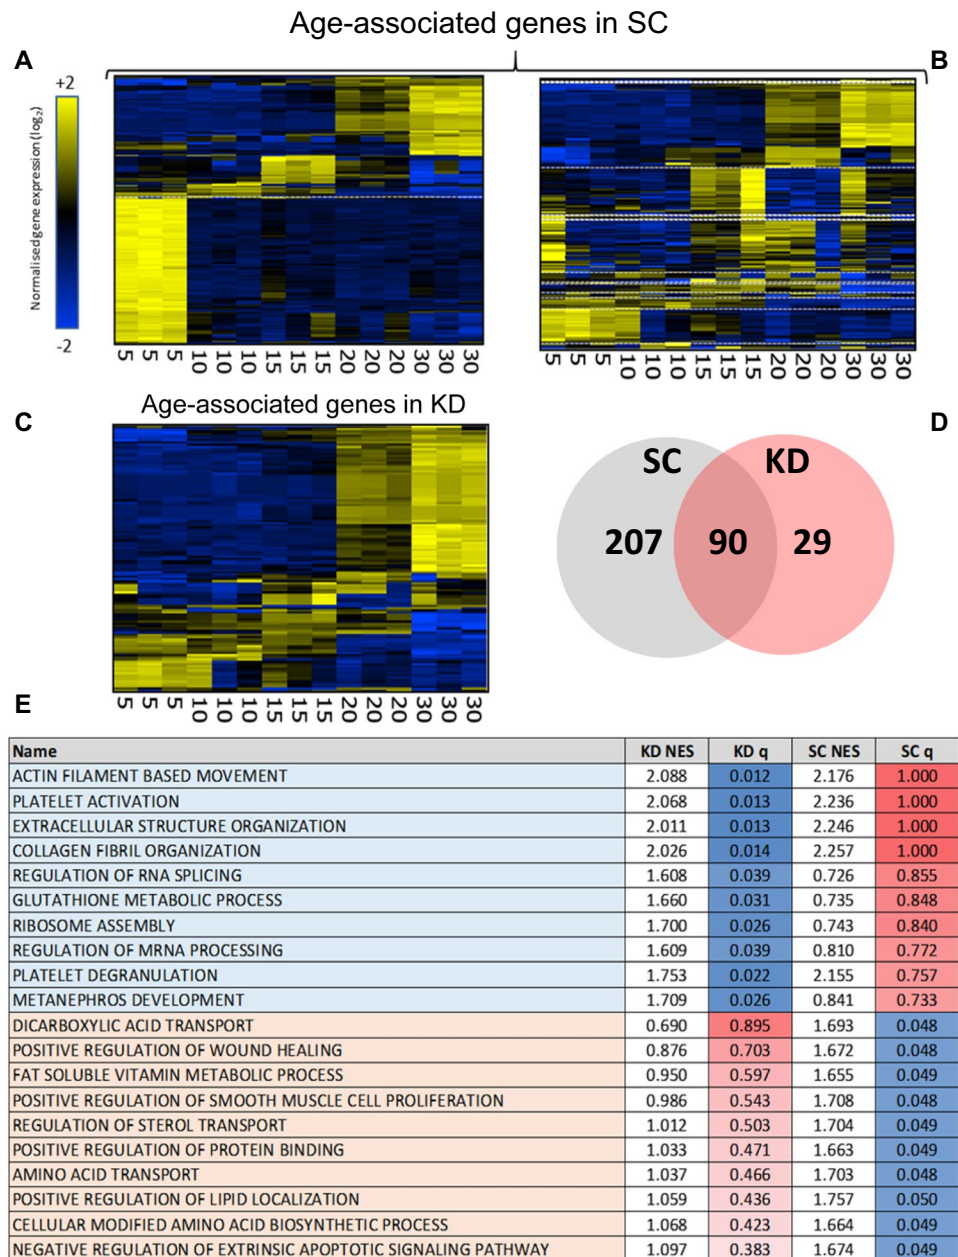 Age-associated genes in SC
A
B
+2
Normalised gene expression (log2)
-2
5 5 5 10 10 10 15 15 15 20 20 20 30 30 30
5 5 5 10 10 10 15 15 15 20 20 20 30 30 30
C
Age-associated genes in KD
D
5 5 5 10 10 10 15 15 15 20 20 20 30 30 30
SC KD
207 90 29
E
Name KD NES KD q SC NES SC q
ACTIN FILAMENT BASED MOVEMENT 2.088 0.012 2.176 1.000
PLATELET ACTIVATION 2.068 0.013 2.236 1.000
EXTRACELLULAR STRUCTURE ORGANIZATION 2.011 0.013 2.246 1.000
COLLAGEN FIBRIL ORGANIZATION 2.026 0.014 2.257 1.000
REGULATION OF RNA SPLICING 1.608 0.039 0.726 0.855
GLUTATHIONE METABOLIC PROCESS 1.660 0.031 0.735 0.848
RIBOSOME ASSEMBLY 1.700 0.026 0.743 0.840
REGULATION OF MRNA PROCESSING 1.609 0.039 0.810 0.772
PLATELET DEGRANULATION 1.753 0.022 2.155 0.757
METANEPHROS DEVELOPMENT 1.709 0.026 0.841 0.733
DICARBOXYLIC ACID TRANSPORT 0.690 0.895 1.693 0.048
POSITIVE REGULATION OF WOUND HEALING 0.876 0.703 1.672 0.048
FAT SOLUBLE VITAMIN METABOLIC PROCESS 0.950 0.597 1.655 0.049
POSITIVE REGULATION OF SMOOTH MUSCLE CELL PROLIFERATION 0.986 0.543 1.708 0.048
REGULATION OF STEROL TRANSPORT 1.012 0.503 1.704 0.049
POSITIVE REGULATION OF PROTEIN BINDING 1.033 0.471 1.663 0.049
AMINO ACID TRANSPORT 1.037 0.466 1.703 0.048
POSITIVE REGULATION OF LIPID LOCALIZATION 1.059 0.436 1.757 0.050
CELLULAR MODIFIED AMINO ACID BIOSYNTHETIC PROCESS 1.068 0.423 1.664 0.049
NEGATIVE REGULATION OF EXTRINSIC APOPTOTIC SIGNALING PATHWAY 1.097 0.383 1.674 0.049